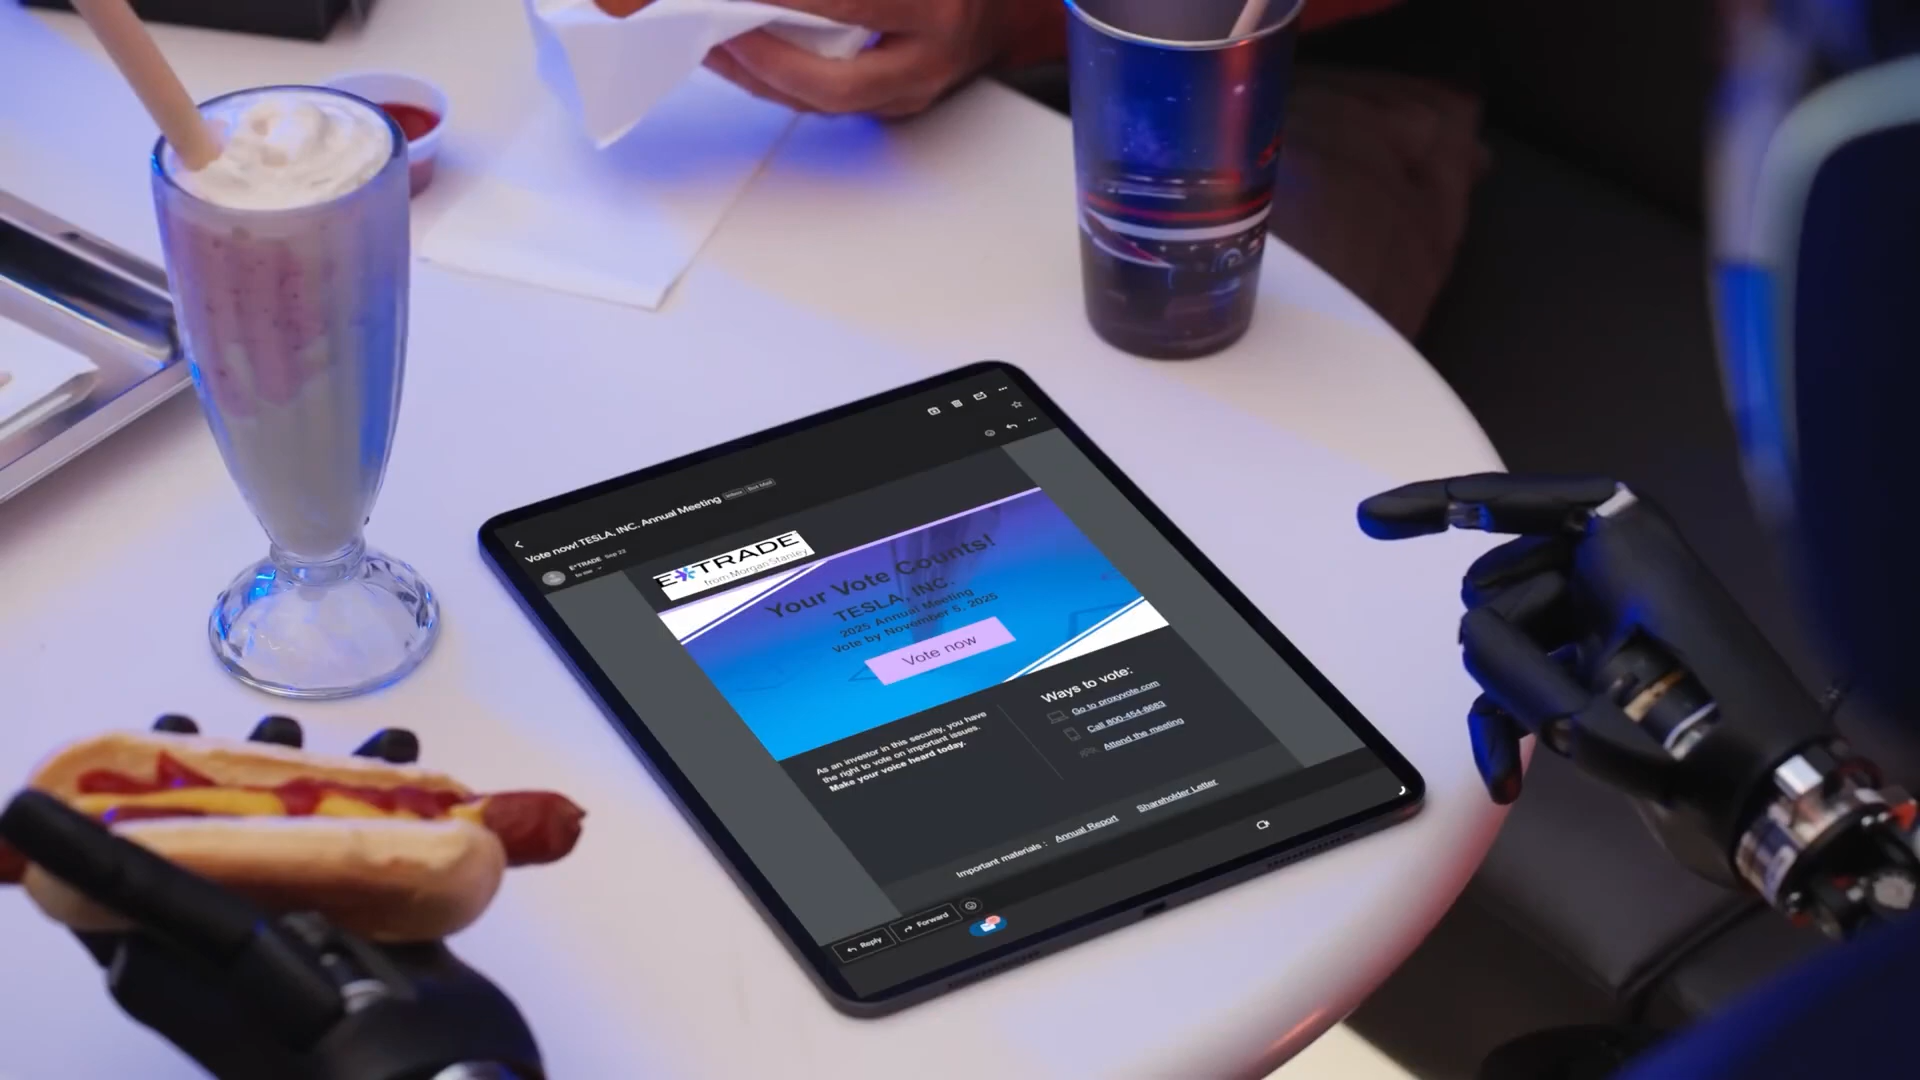 Vote now! TESLA, INC. Annual Meeting Inbox
E*TRADE Sep 22
to me
E*TRADE
from Morgan Stanley
Your Vote Counts!
TESLA, INC.
2025 Annual Meeting
Vote by November 5, 2025
Vote now
As an investor in this security, you have
the right to vote on important issues.
Make your voice heard today.
Ways to vote:
Go to proxyvote.com
Call 800-454-8683
Attend the meeting
Important materials : Annual Report Shareholder Letter
Reply Forward